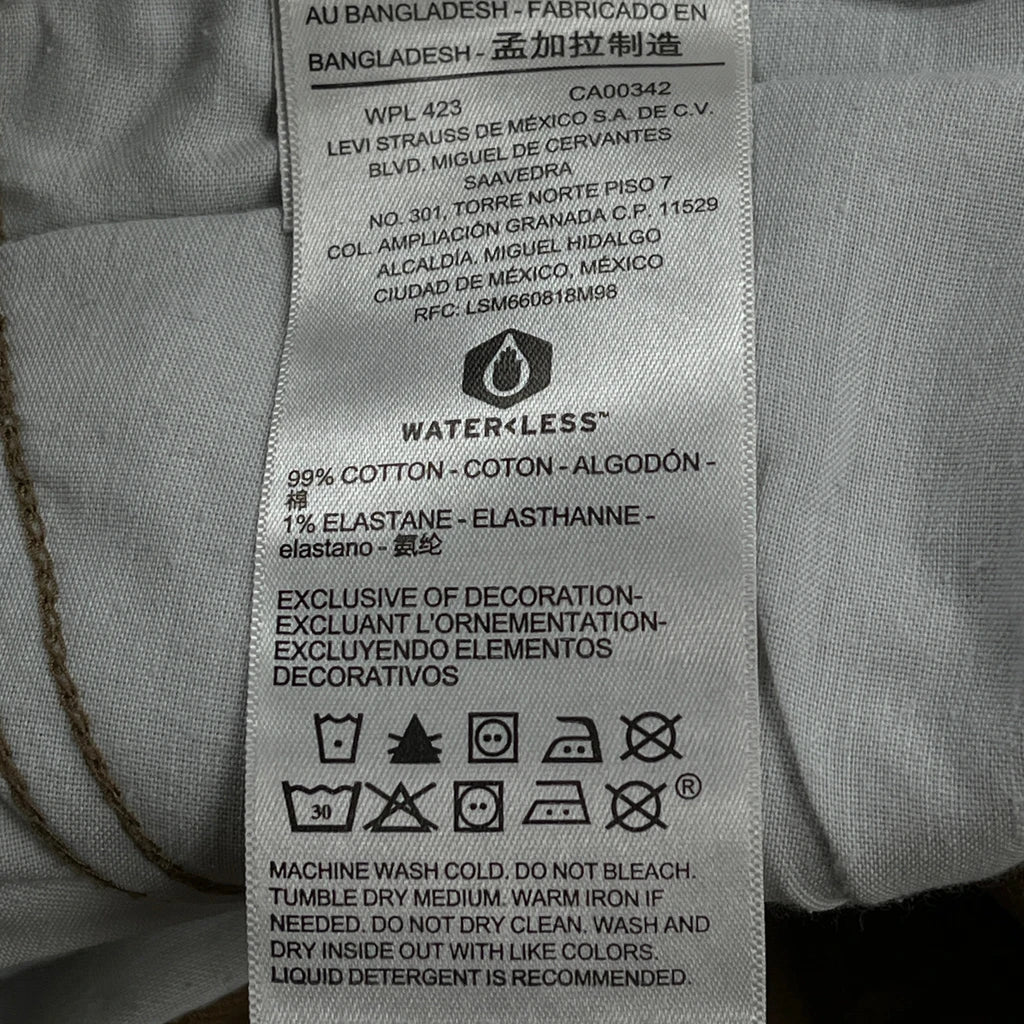 AU BANGLADESH - FABRICADO EN
BANGLADESH - 孟加拉制造
WPL 423 CA00342
LEVI STRAUSS DE MÉXICO S.A. DE C.V.
BLVD. MIGUEL DE CERVANTES
SAAVEDRA
NO. 301, TORRE NORTE PISO 7
COL. AMPLIACIÓN GRANADA C.P. 11529
ALCALDÍA. MIGUEL HIDALGO
CIUDAD DE MÉXICO, MÉXICO
RFC: LSM660818M98
WATER<LESS™
99% COTTON - COTON - ALGODÓN -
棉
1% ELASTANE - ELASTHANNE -
elastano - 氨纶
EXCLUSIVE OF DECORATION-
EXCLUANT L'ORNEMENTATION-
EXCLUYENDO ELEMENTOS
DECORATIVOS
30 ®
MACHINE WASH COLD. DO NOT BLEACH.
TUMBLE DRY MEDIUM. WARM IRON IF
NEEDED. DO NOT DRY CLEAN. WASH AND
DRY INSIDE OUT WITH LIKE COLORS.
LIQUID DETERGENT IS RECOMMENDED.